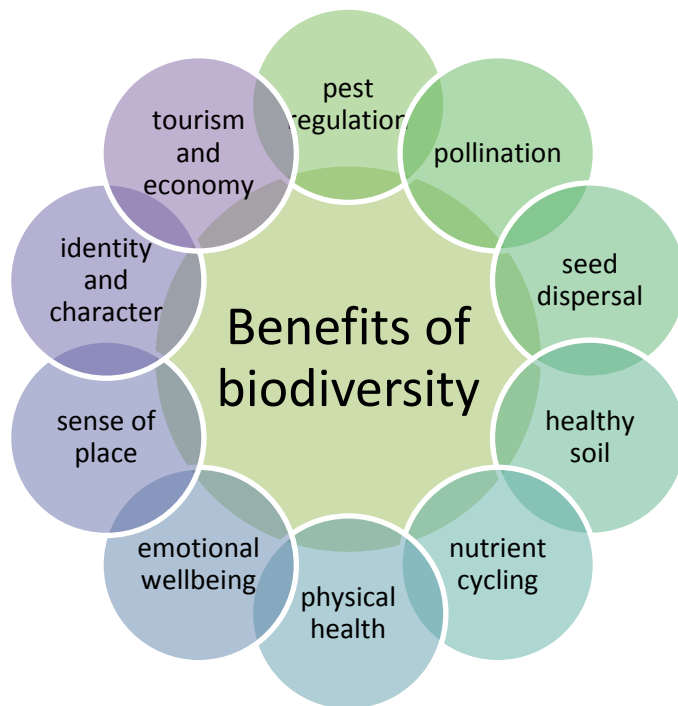 pest
regulation
pollination
seed
dispersal
healthy
soil
nutrient
cycling
physical
health
emotional
wellbeing
sense of
place
identity
and
character
tourism
and
economy
Benefits of
biodiversity